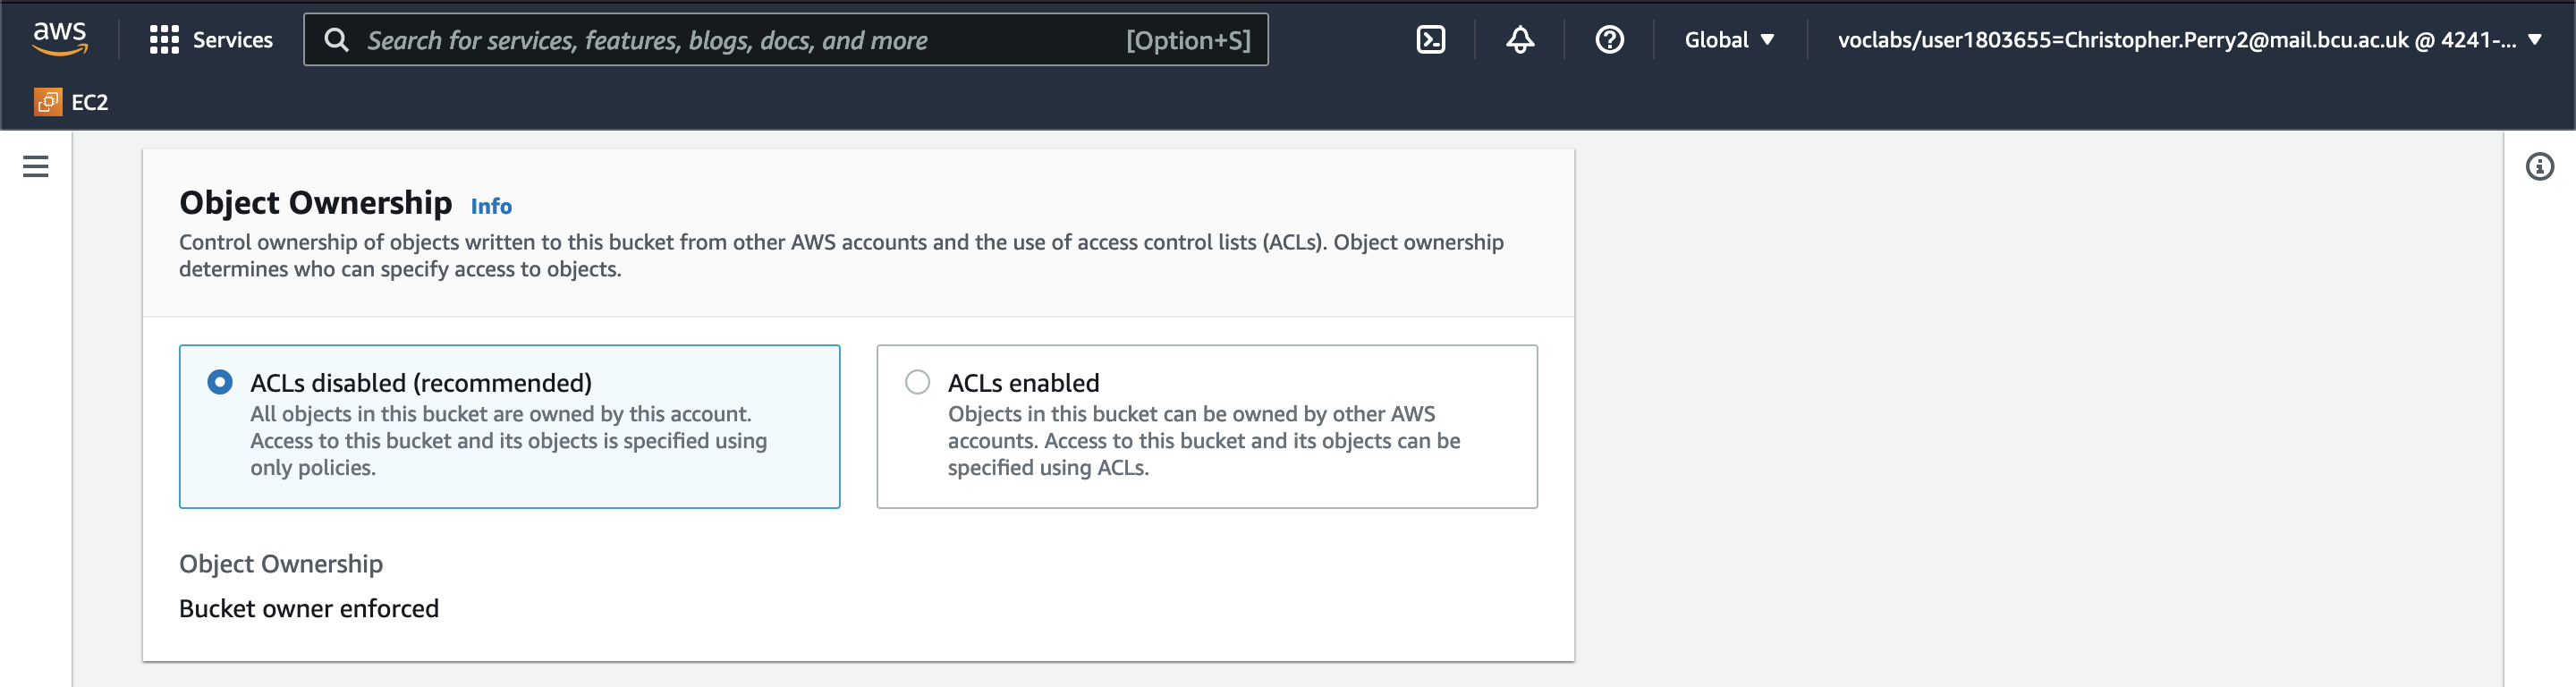 aws
Services
Search for services, features, blogs, docs, and more
[Option+S]
Global
voclabs/user1803655=Christopher.Perry2@mail.bcu.ac.uk @ 4241-...
EC2
Object Ownership Info
Control ownership of objects written to this bucket from other AWS accounts and the use of access control lists (ACLs). Object ownership
determines who can specify access to objects.
ACLs disabled (recommended)
All objects in this bucket are owned by this account.
Access to this bucket and its objects is specified using
only policies.
ACLs enabled
Objects in this bucket can be owned by other AWS
accounts. Access to this bucket and its objects can be
specified using ACLs.
Object Ownership
Bucket owner enforced